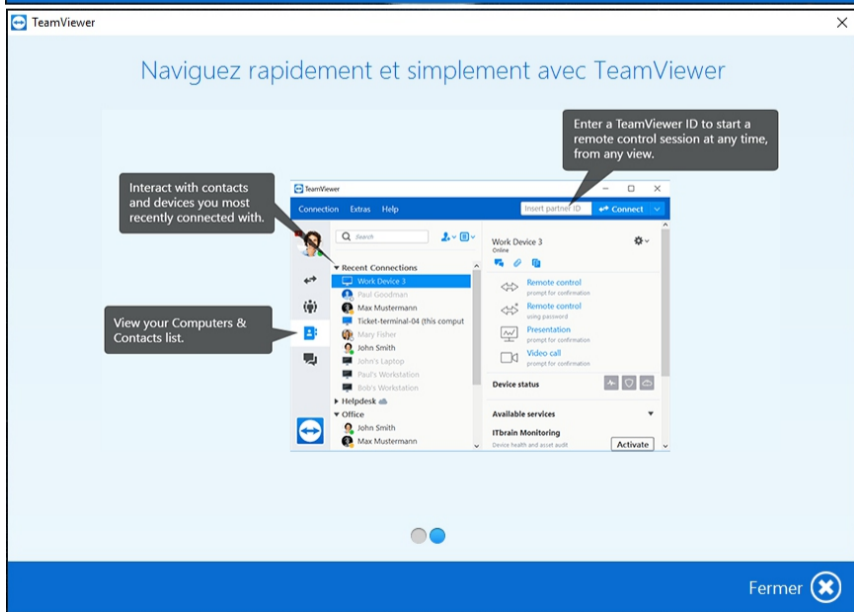 TeamViewer
Naviguez rapidement et simplement avec TeamViewer
Enter a TeamViewer ID to start a
remote control session at any time,
from any view.
Interact with contacts
and devices you most
recently connected with.
View your Computers &
Contacts list.
TeamViewer
Connection Extras Help
Insert partner ID
Connect
Search
Recent Connections
Work Device 3
Paul Goodman
Max Mustermann
Ticket-terminal-04 (this comput
Mary Fisher
John Smith
John's Laptop
Paul's Workstation
Bob's Workstation
Helpdesk
Office
John Smith
Max Mustermann
Work Device 3
Online
Remote control
prompt for confirmation
Remote control
using password
Presentation
prompt for confirmation
Video call
prompt for confirmation
Device status
Available services
ITbrain Monitoring
Device health and asset audit
Activate
Fermer